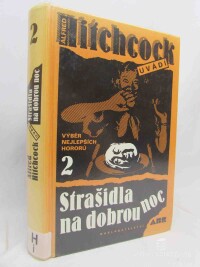 2
Strašidla
na dobrou noc
Alfred
Hitchcock
H
ALFRED
Hitchcock
UVÁDÍ
VÝBĚR
NEJLEPŠÍCH
HORORŮ
2
Strašidla
na dobrou noc